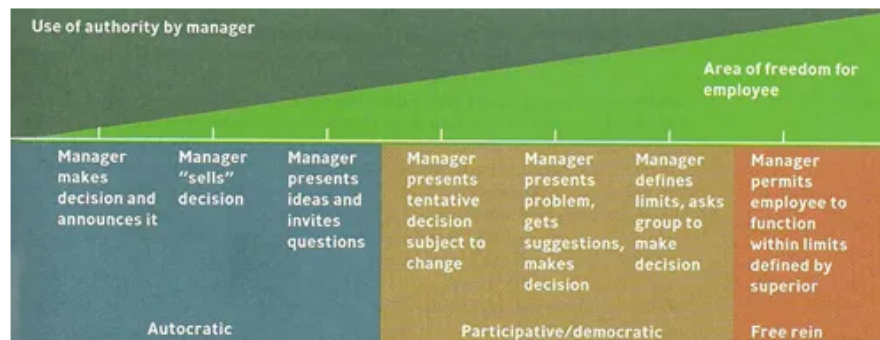 Use of authority by manager
Area of freedom for
employee
Manager
makes
decision and
announces it
Manager
"sells"
decision
Manager
presents
ideas and
invites
questions
Manager
presents
tentative
decision
subject to
change
Manager
presents
problem,
gets
suggestions,
makes
decision
Manager
defines
limits, asks
group to
make
decision
Manager
permits
employee to
function
within limits
defined by
superior
Autocratic
Participative/democratic
Free rein